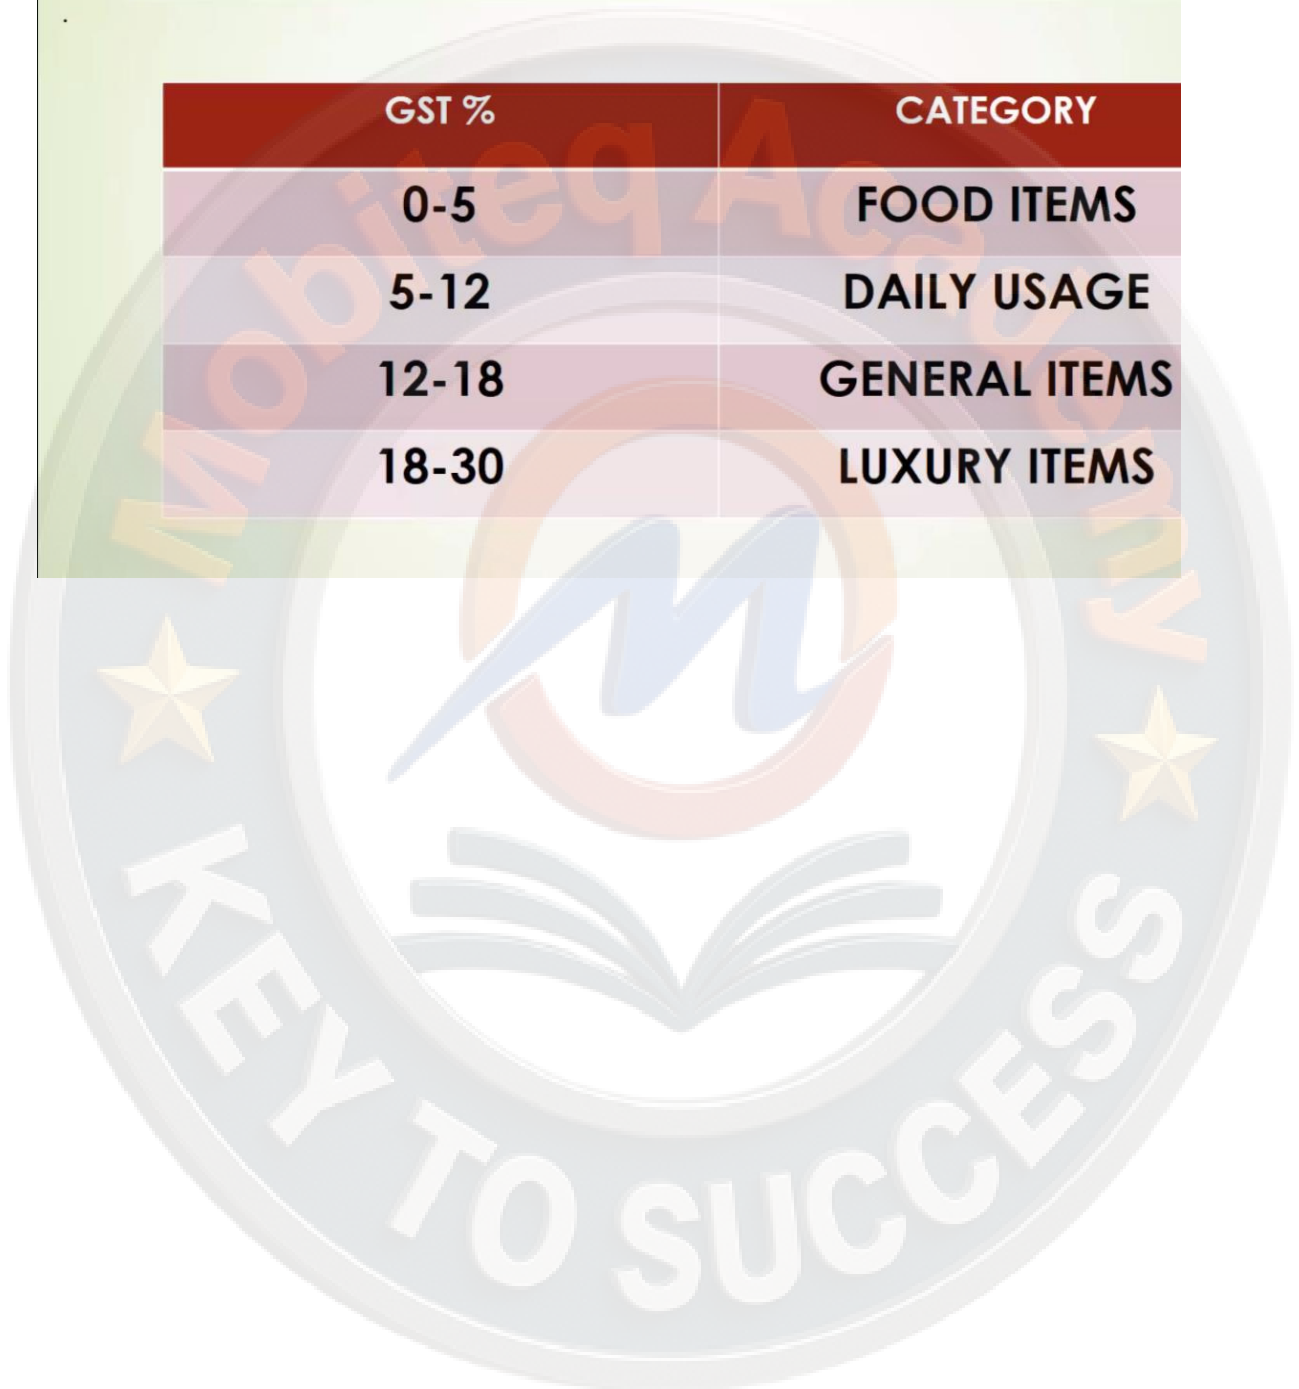 GST % CATEGORY
0-5 FOOD ITEMS
5-12 DAILY USAGE
12-18 GENERAL ITEMS
18-30 LUXURY ITEMS
Mobiteq Academy
KEY TO SUCCESS